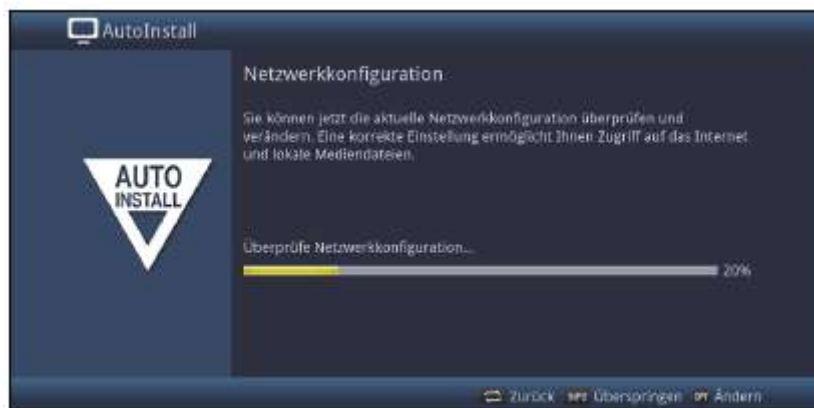 AutoInstall
Netzwerkkonfiguration
Sie können jetzt die aktuelle Netzwerkkonfiguration überprüfen und
verändern. Eine korrekte Einstellung ermöglicht Ihnen Zugriff auf das Internet
und lokale Mediendateien.
AUTO
INSTALL
Überprüfe Netzwerkkonfiguration...
20%
Zurück Überspringen OPT Ändern